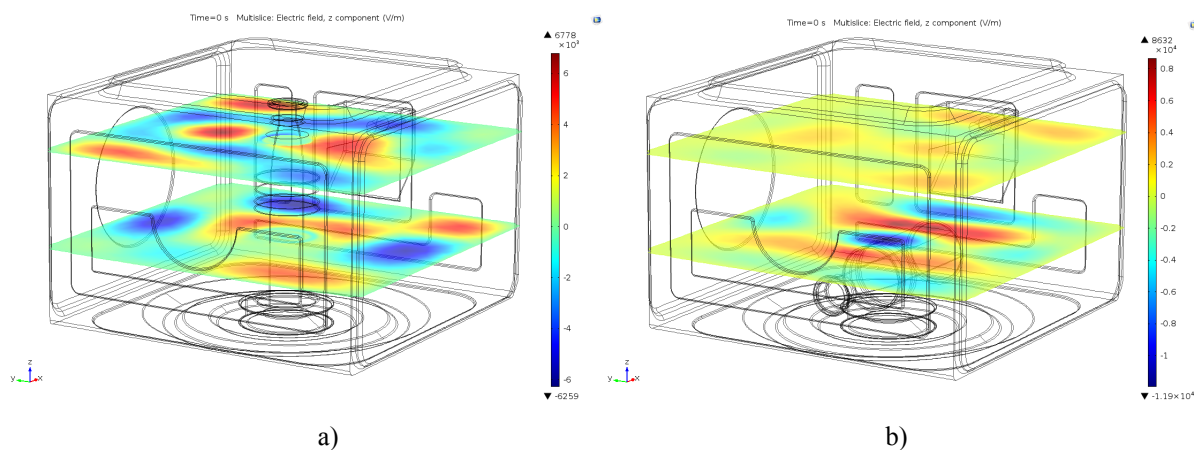 Time=0 s Multislice: Electric field, z component (V/m)
▲ 6778
×10³
6
4
2
0
-2
-4
-6
▼ -6259
z
y
x
a)
Time=0 s Multislice: Electric field, z component (V/m)
▲ 8632
×10⁴
0.8
0.6
0.4
0.2
0
-0.2
-0.4
-0.6
-0.8
-1
▼ -1.19×10⁴
z
y
x
b)